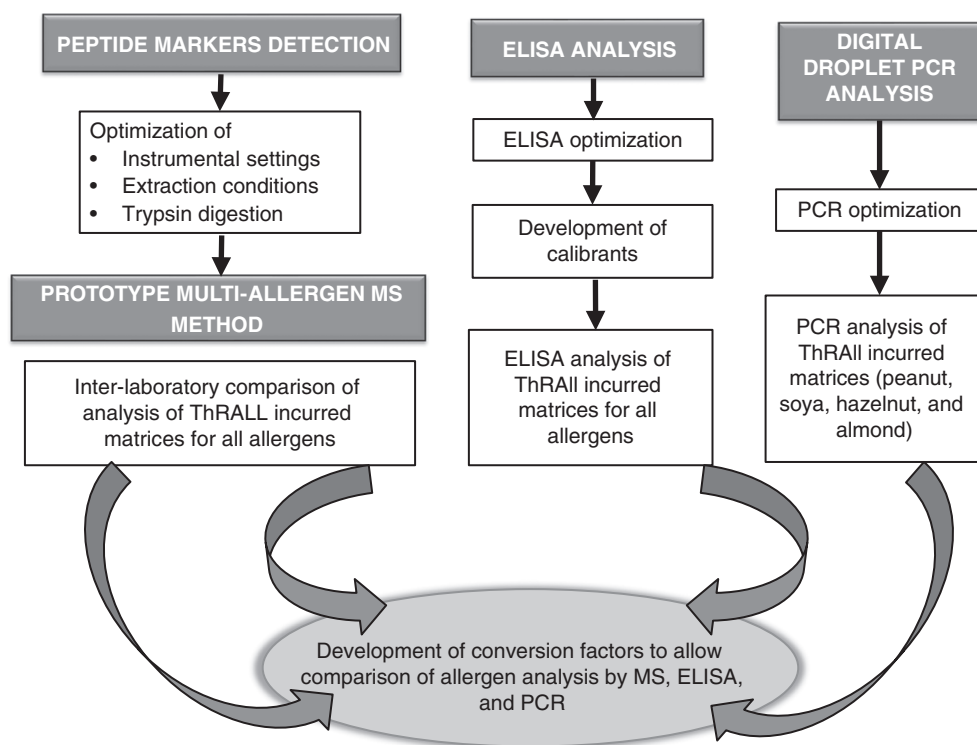 PEPTIDE MARKERS DETECTION
Optimization of
• Instrumental settings
• Extraction conditions
• Trypsin digestion
PROTOTYPE MULTI-ALLERGEN MS
METHOD
Inter-laboratory comparison of
analysis of ThRALL incurred
matrices for all allergens
ELISA ANALYSIS
ELISA optimization
Development of
calibrants
ELISA analysis of
ThRAll incurred
matrices for all
allergens
DIGITAL
DROPLET PCR
ANALYSIS
PCR optimization
PCR analysis of
ThRAll incurred
matrices (peanut,
soya, hazelnut, and
almond)
Development of conversion factors to allow
comparison of allergen analysis by MS, ELISA,
and PCR